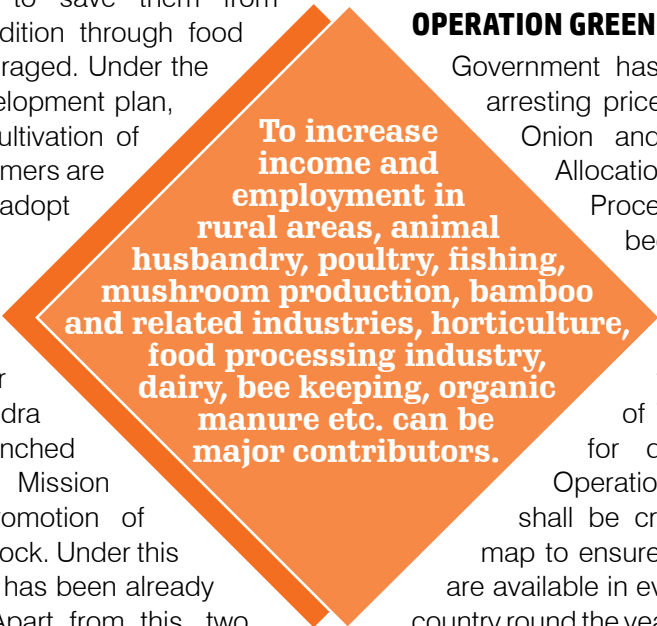 to save them from
dition through food
raged. Under the
elopment plan,
ultivation of
mers are
adopt
r
dra
nched
Mission
romotion of
ock. Under this
has been already
Apart from this, two
To increase
income and
employment in
rural areas, animal
husbandry, poultry, fishing,
mushroom production, bamboo
and related industries, horticulture,
food processing industry,
dairy, bee keeping, organic
manure etc. can be
major contributors.
OPERATION GREEN
Government has
arresting price
Onion and
Allocatio
Proce
be
of
for
Operatio
shall be cr
map to ensure
are available in ev
country round the yea